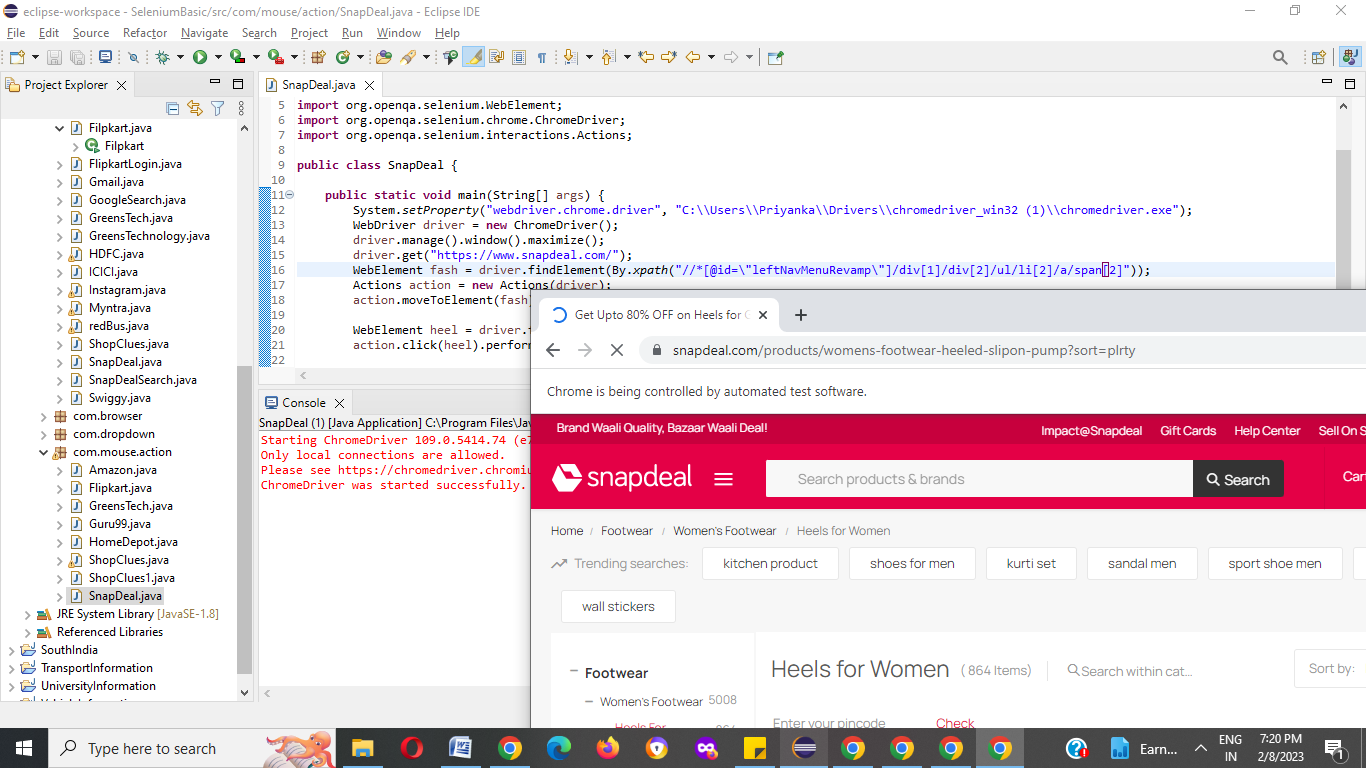 eclipse-workspace - SeleniumBasic/src/com/mouse/action/SnapDeal.java - Eclipse IDE
File Edit Source Refactor Navigate Search Project Run Window Help
Project Explorer
Filpkart.java
Filpkart
FlipkartLogin.java
Gmail.java
GoogleSearch.java
GreensTech.java
GreensTechnology.java
HDFC.java
ICICI.java
Instagram.java
Myntra.java
redBus.java
ShopClues.java
SnapDeal.java
SnapDealSearch.java
Swiggy.java
com.browser
com.dropdown
com.mouse.action
Amazon.java
Flipkart.java
GreensTech.java
Guru99.java
HomeDepot.java
ShopClues.java
ShopClues1.java
SnapDeal.java
JRE System Library [JavaSE-1.8]
Referenced Libraries
SouthIndia
TransportInformation
UniversityInformation
SnapDeal.java
5 import org.openqa.selenium.WebElement;
6 import org.openqa.selenium.chrome.ChromeDriver;
7 import org.openqa.selenium.interactions.Actions;
8
9 public class SnapDeal {
10
11 public static void main(String[] args) {
12 System.setProperty("webdriver.chrome.driver", "C:\\Users\\Priyanka\\Drivers\\chromedriver_win32 (1)\\chromedriver.exe");
13 WebDriver driver = new ChromeDriver();
14 driver.manage().window().maximize();
15 driver.get("https://www.snapdeal.com/");
16 WebElement fash = driver.findElement(By.xpath("//*[@id=\"leftNavMenuRevamp\"]/div[1]/div[2]/ul/li[2]/a/span[2]"));
17 Actions action = new Actions(driver);
18 action.moveToElement(fash
19
20 WebElement heel = driver.
21 action.click(heel).perform
22
Console
SnapDeal (1) [Java Application] C:\Program Files\Jav
Starting ChromeDriver 109.0.5414.74 (e7
Only local connections are allowed.
Please see https://chromedriver.chromiu
ChromeDriver was started successfully.
Get Upto 80% OFF on Heels for
snapdeal.com/products/womens-footwear-heeled-slipon-pump?sort=plrty
Chrome is being controlled by automated test software.
Brand Waali Quality, Bazaar Waali Deal!
Impact@Snapdeal Gift Cards Help Center Sell On S
snapdeal
Search products & brands
Search
Car
Home / Footwear / Women's Footwear / Heels for Women
Trending searches: kitchen product shoes for men kurti set sandal men sport shoe men
wall stickers
Footwear
Women's Footwear 5008
Heels For
Heels for Women (864 Items)
Search within cat...
Sort by:
Enter your pincode Check
Type here to search
Earn...
ENG
IN
7:20 PM
2/8/2023
1